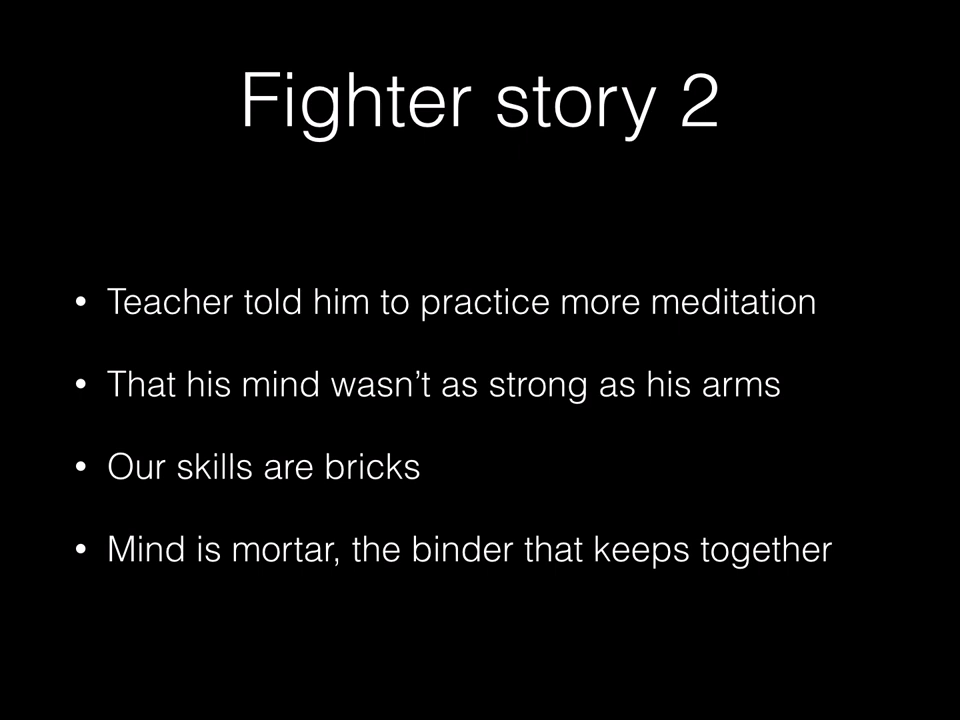 Fighter story 2
• Teacher told him to practice more meditation
• That his mind wasn’t as strong as his arms
• Our skills are bricks
• Mind is mortar, the binder that keeps together